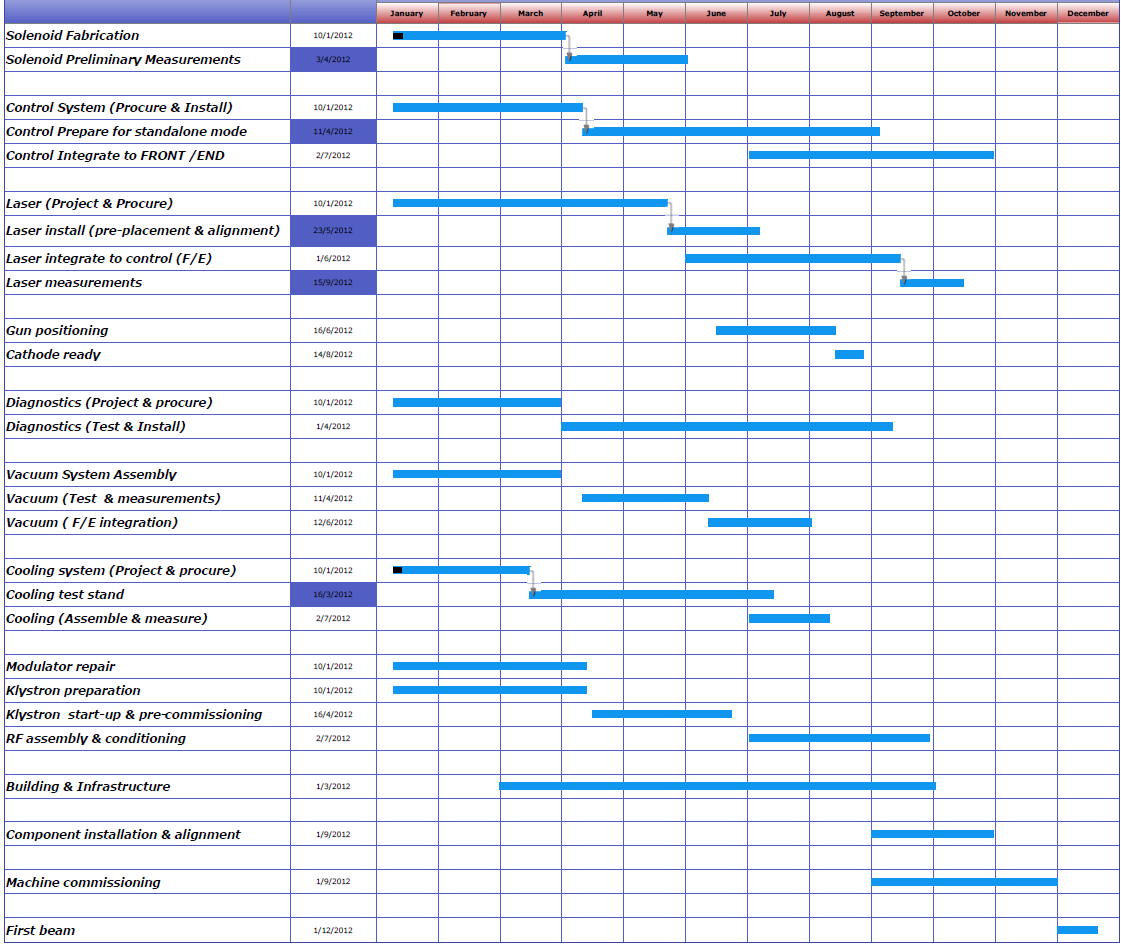 January February March April May June July August September October November December
Solenoid Fabrication 10/1/2012
Solenoid Preliminary Measurements 3/4/2012
Control System (Procure & Install) 10/1/2012
Control Prepare for standalone mode 11/4/2012
Control Integrate to FRONT /END 2/7/2012
Laser (Project & Procure) 10/1/2012
Laser install (pre-placement & alignment) 23/5/2012
Laser integrate to control (F/E) 1/6/2012
Laser measurements 15/9/2012
Gun positioning 16/6/2012
Cathode ready 14/8/2012
Diagnostics (Project & procure) 10/1/2012
Diagnostics (Test & Install) 1/4/2012
Vacuum System Assembly 10/1/2012
Vacuum (Test & measurements) 11/4/2012
Vacuum ( F/E integration) 12/6/2012
Cooling system (Project & procure) 10/1/2012
Cooling test stand 16/3/2012
Cooling (Assemble & measure) 2/7/2012
Modulator repair 10/1/2012
Klystron preparation 10/1/2012
Klystron start-up & pre-commissioning 16/4/2012
RF assembly & conditioning 2/7/2012
Building & Infrastructure 1/3/2012
Component installation & alignment 1/9/2012
Machine commissioning 1/9/2012
First beam 1/12/2012